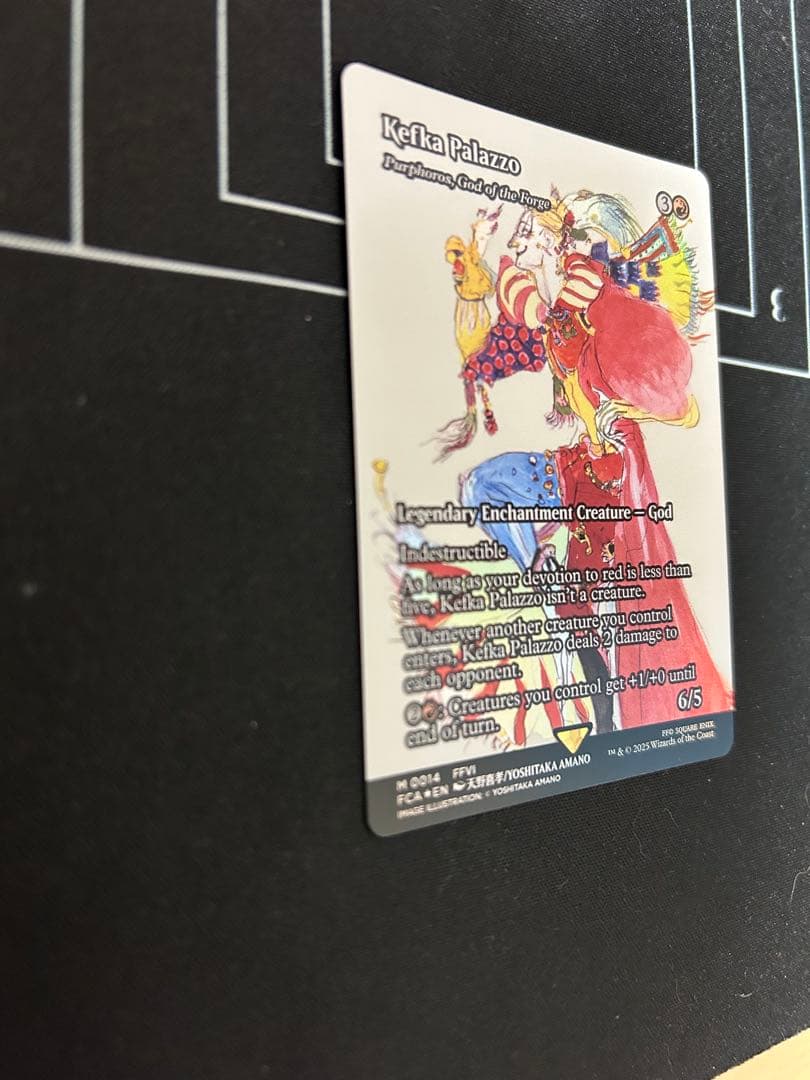 Kefka Palazzo
Purphoros, God of the Forge
3
Legendary Enchantment Creature — God
Indestructible
As long as your devotion to red is less than
five, Kefka Palazzo isn't a creature.
Whenever another creature you control
enters, Kefka Palazzo deals 2 damage to
each opponent.
2 : Creatures you control get +1/+0 until
end of turn.
6/5
M 0014 FFVI
FCA★EN 天野喜孝/YOSHITAKA AMANO
IMAGE ILLUSTRATION: © YOSHITAKA AMANO
FF© SQUARE ENIX
™ & © 2025 Wizards of the Coast
3